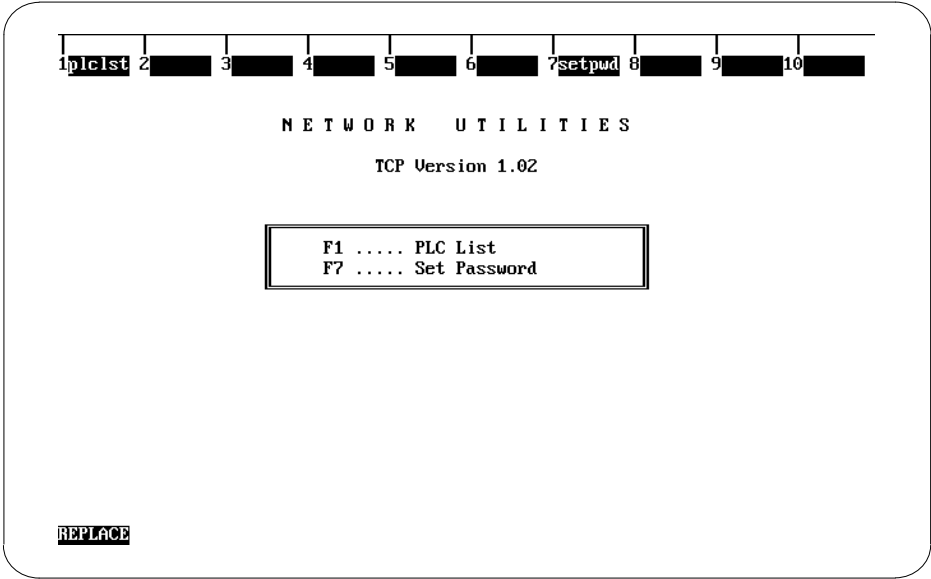 1plclst 2 3 4 5 6 7setpwd 8 9 10
N E T W O R K   U T I L I T I E S
TCP Version 1.02
F1 ..... PLC List
F7 ..... Set Password
REPLACE